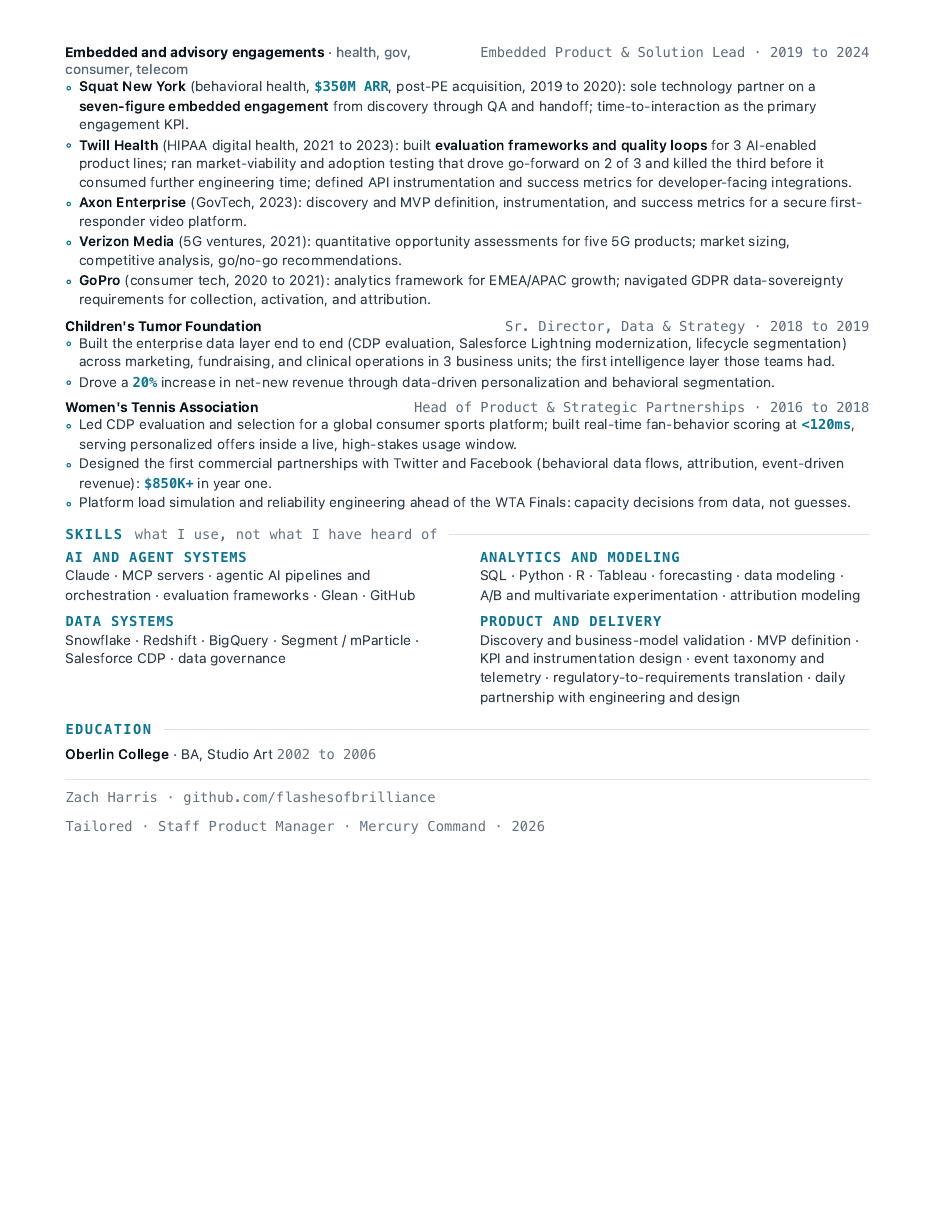 Embedded and advisory engagements · health, gov, consumer, telecom
Embedded Product & Solution Lead · 2019 to 2024
Squat New York (behavioral health, $350M ARR, post-PE acquisition, 2019 to 2020): sole technology partner on a
seven-figure embedded engagement from discovery through QA and handoff; time-to-interaction as the primary
engagement KPI.
Twill Health (HIPAA digital health, 2021 to 2023): built evaluation frameworks and quality loops for 3 AI-enabled
product lines; ran market-viability and adoption testing that drove go-forward on 2 of 3 and killed the third before it
consumed further engineering time; defined API instrumentation and success metrics for developer-facing integrations.
Axon Enterprise (GovTech, 2023): discovery and MVP definition, instrumentation, and success metrics for a secure first-
responder video platform.
Verizon Media (5G ventures, 2021): quantitative opportunity assessments for five 5G products; market sizing,
competitive analysis, go/no-go recommendations.
GoPro (consumer tech, 2020 to 2021): analytics framework for EMEA/APAC growth; navigated GDPR data-sovereignty
requirements for collection, activation, and attribution.
Children's Tumor Foundation
Sr. Director, Data & Strategy · 2018 to 2019
Built the enterprise data layer end to end (CDP evaluation, Salesforce Lightning modernization, lifecycle segmentation)
across marketing, fundraising, and clinical operations in 3 business units; the first intelligence layer those teams had.
Drove a 20% increase in net-new revenue through data-driven personalization and behavioral segmentation.
Women's Tennis Association
Head of Product & Strategic Partnerships · 2016 to 2018
Led CDP evaluation and selection for a global consumer sports platform; built real-time fan-behavior scoring at <120ms,
serving personalized offers inside a live, high-stakes usage window.
Designed the first commercial partnerships with Twitter and Facebook (behavioral data flows, attribution, event-driven
revenue): $850K+ in year one.
Platform load simulation and reliability engineering ahead of the WTA Finals: capacity decisions from data, not guesses.
SKILLS what I use, not what I have heard of
AI AND AGENT SYSTEMS
Claude · MCP servers · agentic AI pipelines and
orchestration · evaluation frameworks · Glean · GitHub
ANALYTICS AND MODELING
SQL · Python · R · Tableau · forecasting · data modeling ·
A/B and multivariate experimentation · attribution modeling
DATA SYSTEMS
Snowflake · Redshift · BigQuery · Segment / mParticle ·
Salesforce CDP · data governance
PRODUCT AND DELIVERY
Discovery and business-model validation · MVP definition ·
KPI and instrumentation design · event taxonomy and
telemetry · regulatory-to-requirements translation · daily
partnership with engineering and design
EDUCATION
Oberlin College · BA, Studio Art 2002 to 2006
Zach Harris · github.com/flashesofbrilliance
Tailored · Staff Product Manager · Mercury Command · 2026